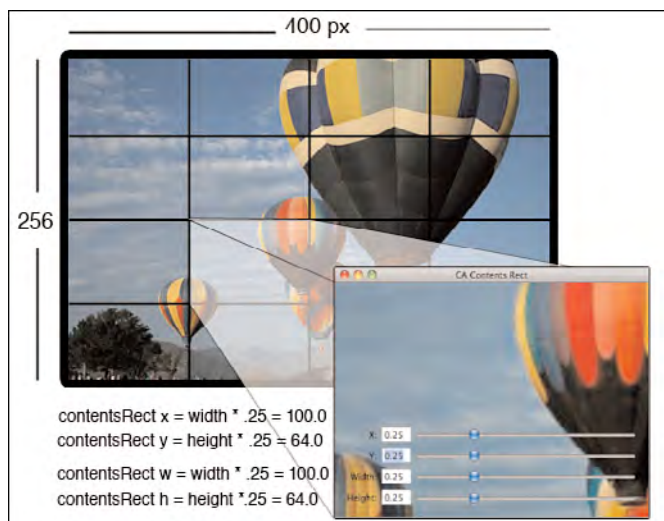 400 px
256
CA Contents Rect
X: 0.25
Y: 0.25
Width: 0.25
Height: 0.25
contentsRect x = width * .25 = 100.0
contentsRect y = height * .25 = 64.0
contentsRect w = width * .25 = 100.0
contentsRect h = height *.25 = 64.0